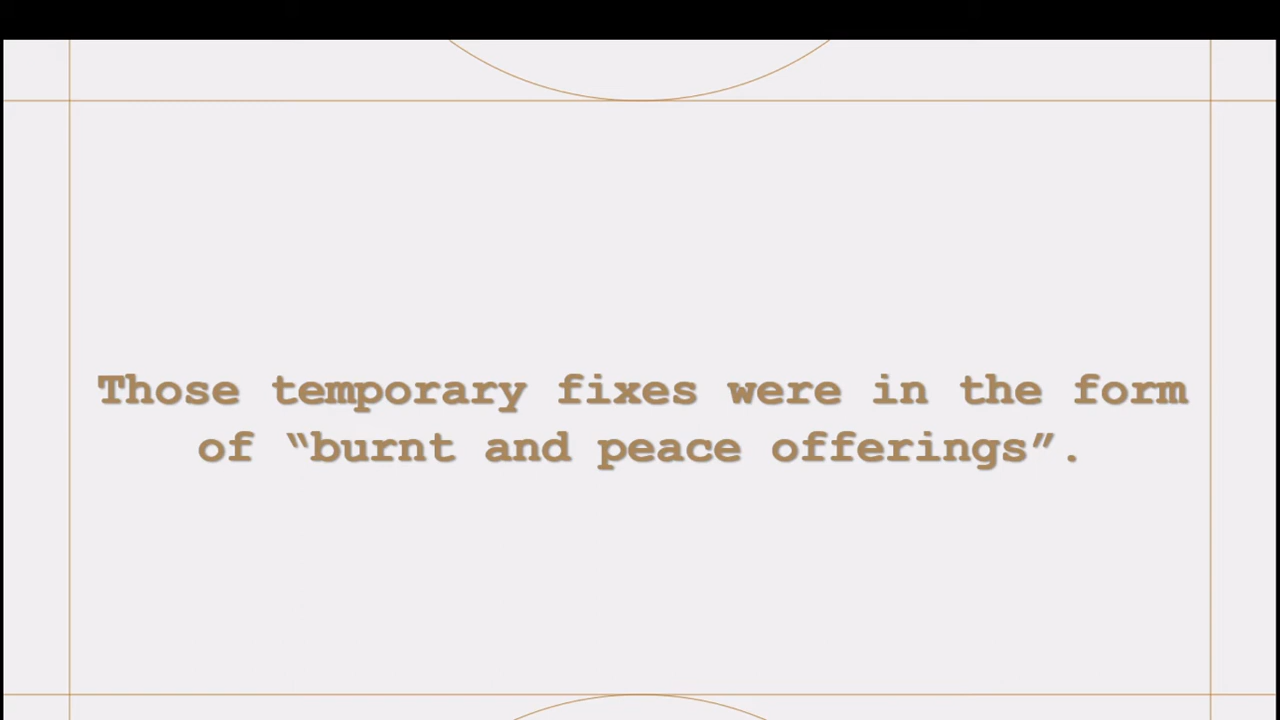 Those temporary fixes were in the form
of “burnt and peace offerings”.